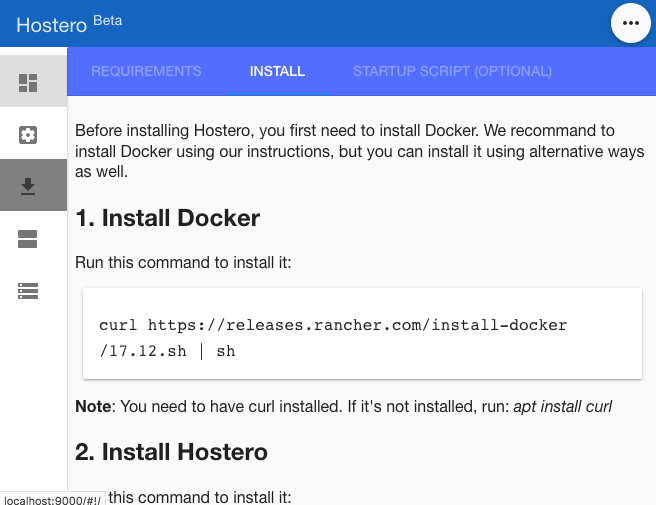 Hostero Beta
REQUIREMENTS INSTALL STARTUP SCRIPT (OPTIONAL)
Before installing Hostero, you first need to install Docker. We recommand to
install Docker using our instructions, but you can install it using alternative ways
as well.
1. Install Docker
Run this command to install it:
curl https://releases.rancher.com/install-docker
/17.12.sh | sh
Note: You need to have curl installed. If it's not installed, run: apt install curl
2. Install Hostero
this command to install it:
localhost:9000/#!/